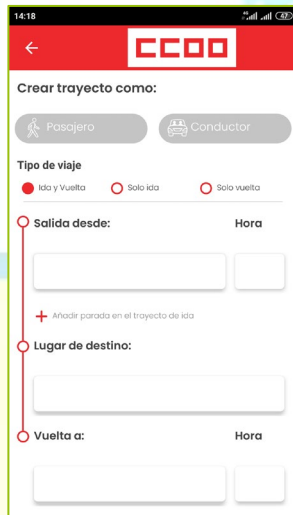 14:18
CCOO
Crear trayecto como:
Pasajero Conductor
Tipo de viaje
Ida y Vuelta Solo ida Solo vuelta
Salida desde: Hora
Añadir parada en el trayecto de ida
Lugar de destino:
Vuelta a: Hora